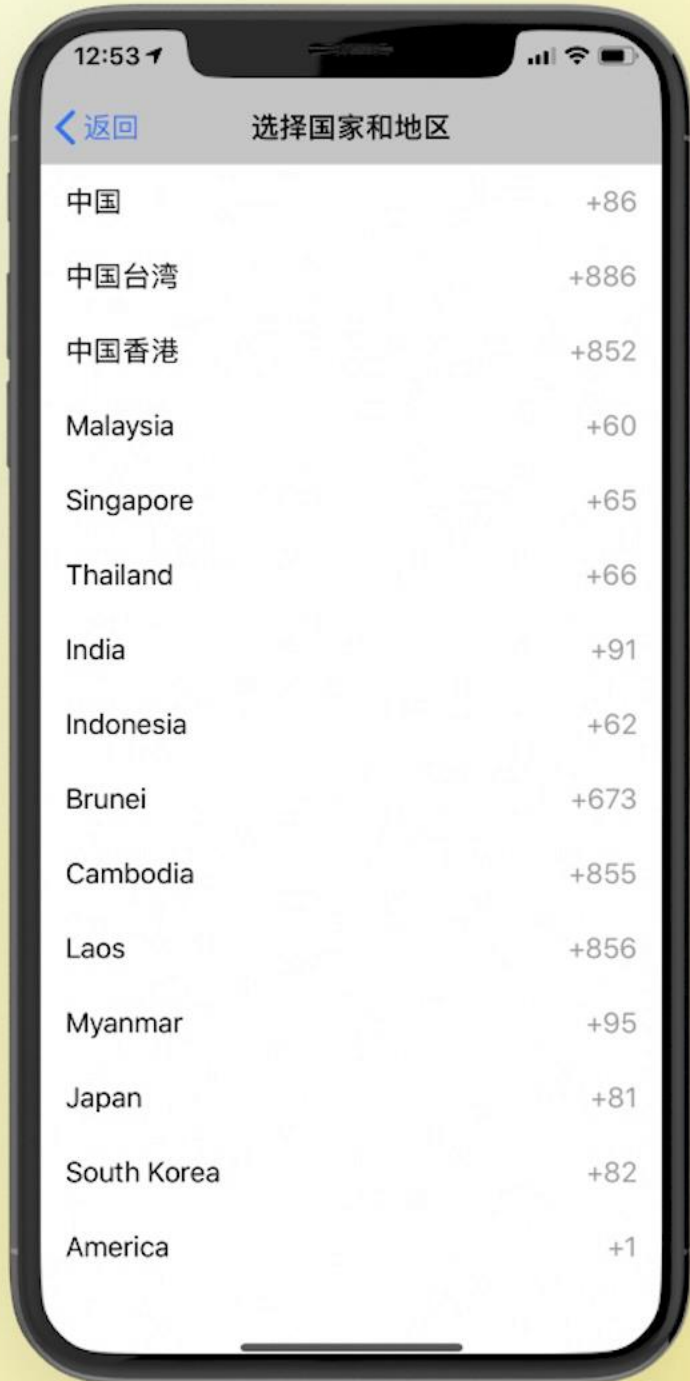 12:53
返回 选择国家和地区
中国 +86
中国台湾 +886
中国香港 +852
Malaysia +60
Singapore +65
Thailand +66
India +91
Indonesia +62
Brunei +673
Cambodia +855
Laos +856
Myanmar +95
Japan +81
South Korea +82
America +1